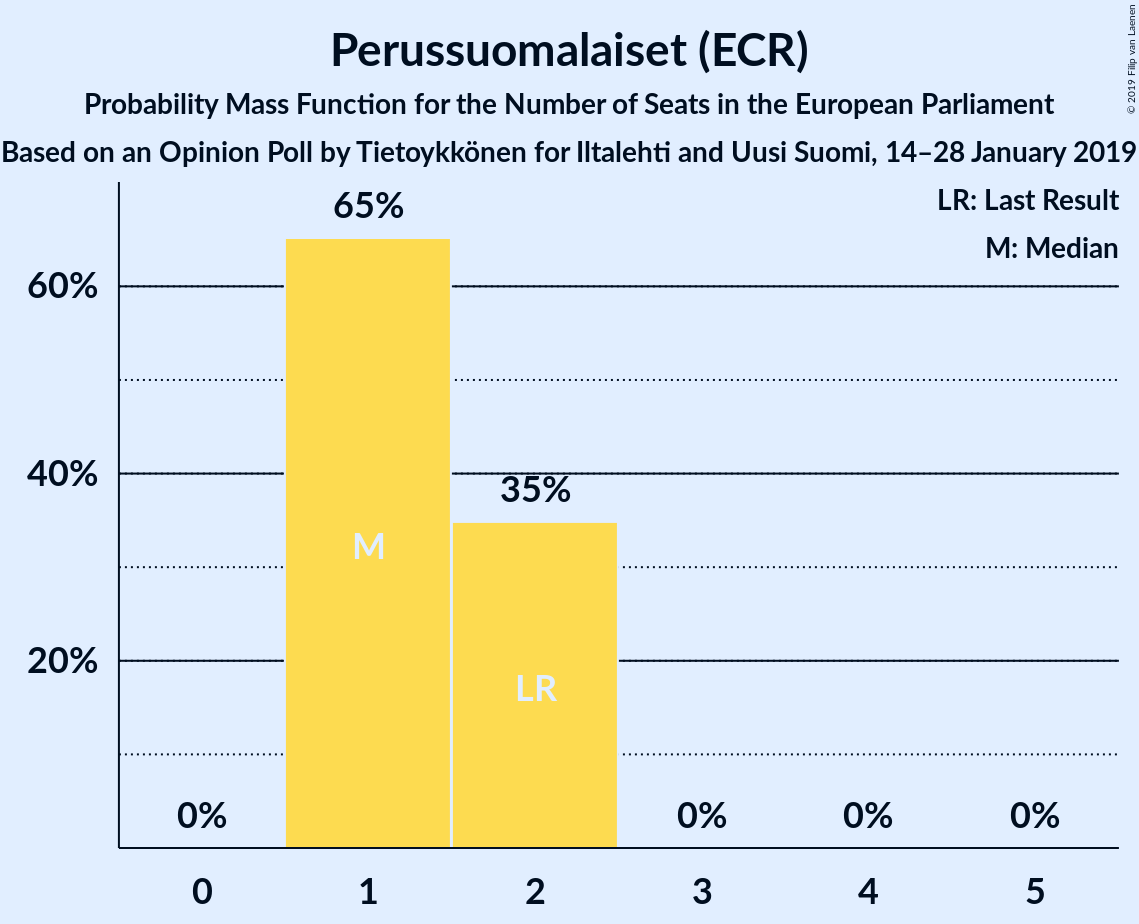 Perussuomalaiset (ECR)
Probability Mass Function for the Number of Seats in the European Parliament
Based on an Opinion Poll by Tietoykkönen for Iltalehti and Uusi Suomi, 14–28 January 2019
© 2019 Filip van Laenen
LR: Last Result
M: Median
65%
60%
40%
35%
M
20%
LR
0%
0%
0%
0%
0
1
2
3
4
5